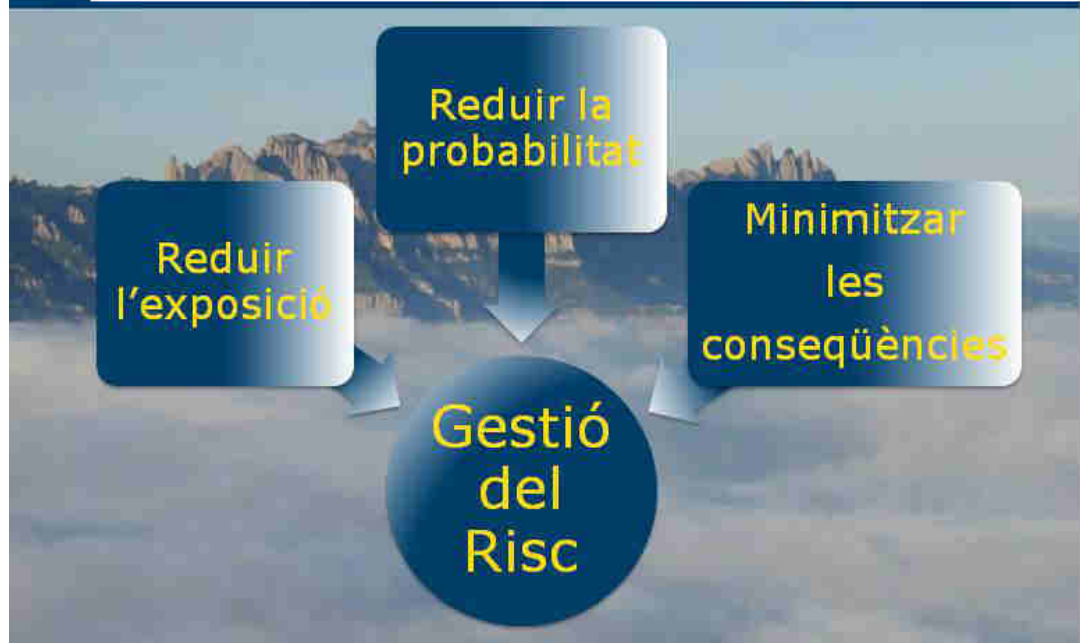 Reduir la
probabilitat
Reduir
l’exposició
Minimitzar
les
conseqüències
Gestió
del
Risc